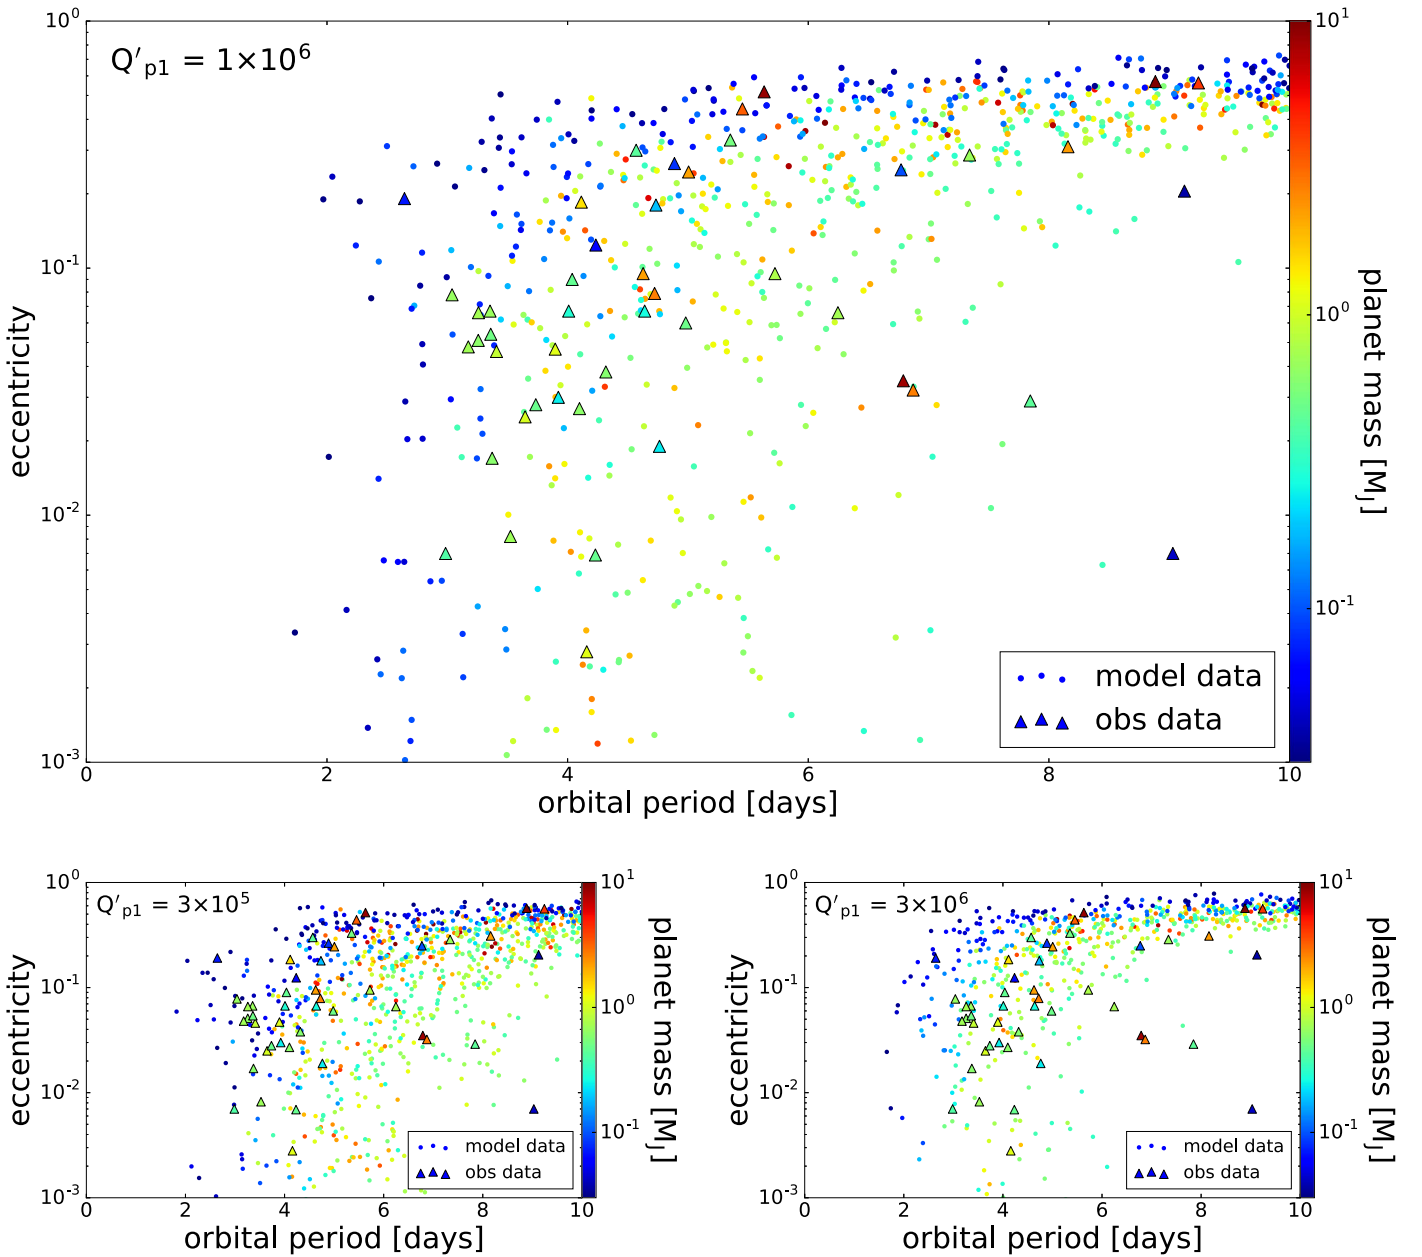 Q′p1 = 1×10⁶
10⁰
10⁻¹
10⁻²
10⁻³
eccentricity
0 2 4 6 8 10
orbital period [days]
model data
obs data
10¹
10⁰
10⁻¹
planet mass [MJ]
Q′p1 = 3×10⁵
10⁰
10⁻¹
10⁻²
10⁻³
eccentricity
0 2 4 6 8 10
orbital period [days]
model data
obs data
10¹
10⁰
10⁻¹
planet mass [MJ]
Q′p1 = 3×10⁶
10⁰
10⁻¹
10⁻²
10⁻³
eccentricity
0 2 4 6 8 10
orbital period [days]
model data
obs data
10¹
10⁰
10⁻¹
planet mass [MJ]